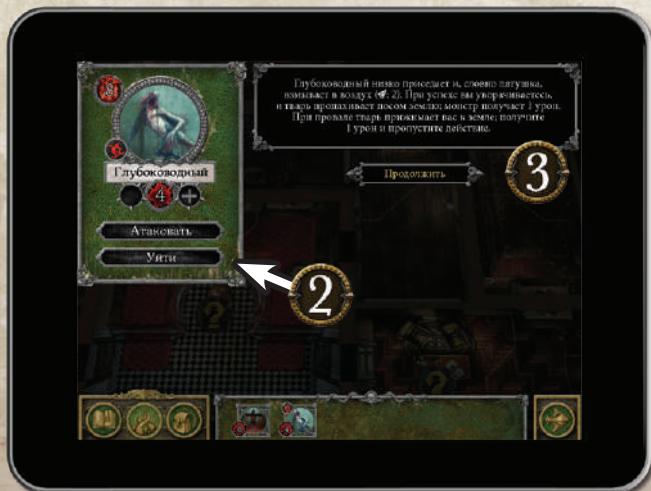 Глубоководный
4
Атаковать
Уйти
Глубоководный низко приседает и, словно лягушка,
взмывает в воздух ( : 2). При успехе вы уворачиваетесь,
и тварь пропахивает носом землю; монстр получает 1 урон.
При провале тварь прижимает вас к земле; получите
1 урон и пропустите действие.
Продолжить
3
2